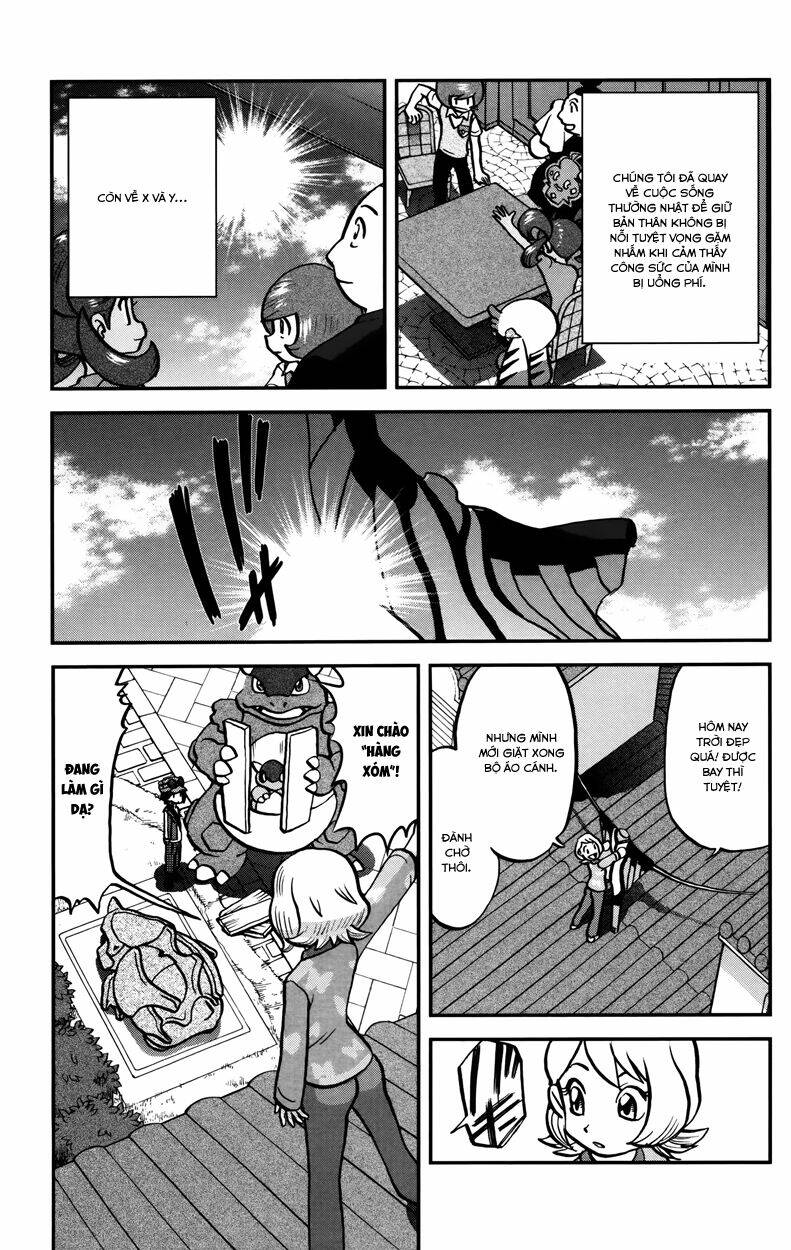 CHÚNG TÔI ĐÃ QUAY
VỀ CUỘC SỐNG
THƯỜNG NHẬT ĐỂ GIỮ
BẢN THÂN KHÔNG BỊ
NỖI TUYỆT VỌNG GẶM
NHẤM KHI CẢM THẤY
CÔNG SỨC CỦA MÌNH
BỊ UỔNG PHÍ.
CÒN VỀ X VÀ Y...
HÔM NAY
TRỜI ĐẸP
QUÁ! ĐƯỢC
BAY THÌ
TUYỆT!
NHƯNG MÌNH
MỚI GIẶT XONG
BỘ ÁO CÁNH.
ĐÀNH
CHỜ
THÔI.
XIN CHÀO
"HÀNG
XÓM"!
ĐANG
LÀM GÌ
DẠ?